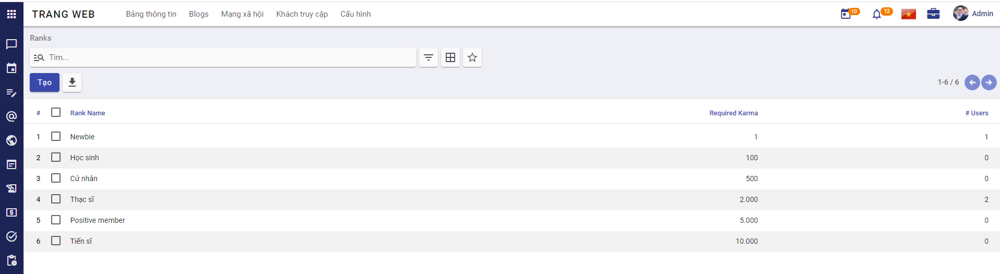 TRANG WEB Bảng thông tin Blogs Mạng xã hội Khách truy cập Cấu hình 10 12 Admin
Ranks
Tìm...
Tạo 1-6 / 6
# Rank Name Required Karma # Users
1 Newbie 1 1
2 Học sinh 100 0
3 Cử nhân 500 0
4 Thạc sĩ 2.000 2
5 Positive member 5.000 0
6 Tiến sĩ 10.000 0